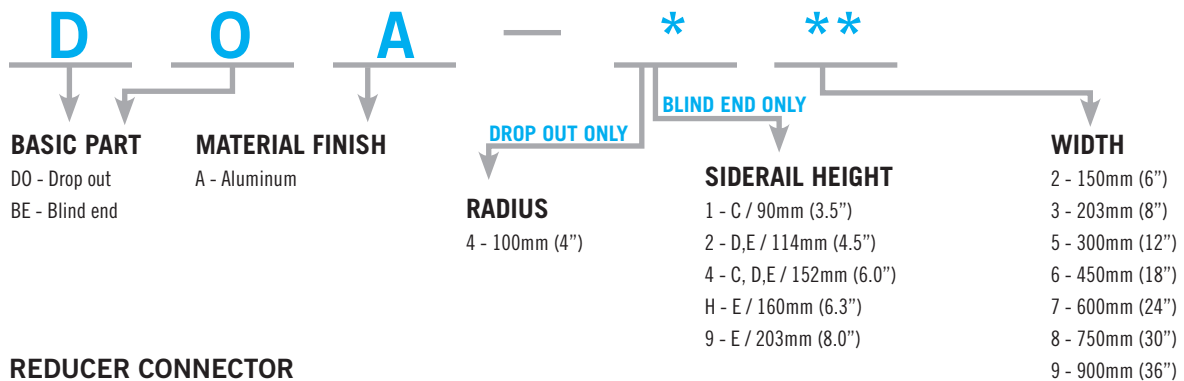 D O A — * **
BLIND END ONLY
DROP OUT ONLY
BASIC PART
DO - Drop out
BE - Blind end
MATERIAL FINISH
A - Aluminum
RADIUS
4 - 100mm (4”)
SIDERAIL HEIGHT
1 - C / 90mm (3.5”)
2 - D,E / 114mm (4.5”)
4 - C, D,E / 152mm (6.0”)
H - E / 160mm (6.3”)
9 - E / 203mm (8.0”)
WIDTH
2 - 150mm (6”)
3 - 203mm (8”)
5 - 300mm (12”)
6 - 450mm (18”)
7 - 600mm (24”)
8 - 750mm (30”)
9 - 900mm (36”)
REDUCER CONNECTOR